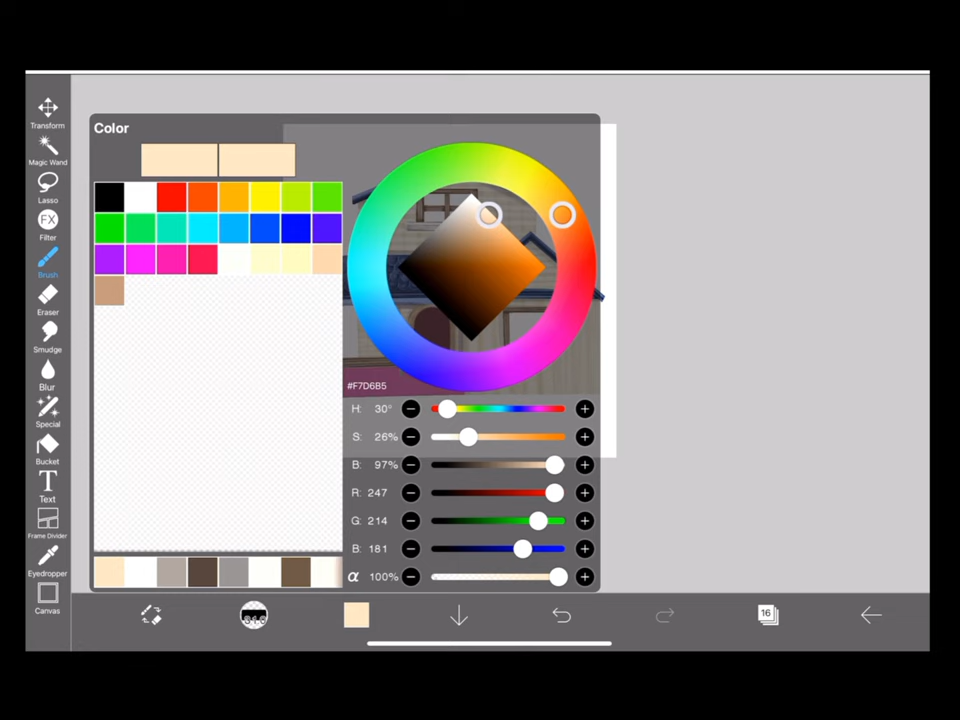 Transform
Magic Wand
Lasso
FX
Filter
Brush
Eraser
Smudge
Blur
Special
Bucket
T
Text
Frame Divider
Eyedropper
Canvas
Color
#F7D6B5
H: 30°
S: 26%
B: 97%
R: 247
G: 214
B: 181
α 100%
16